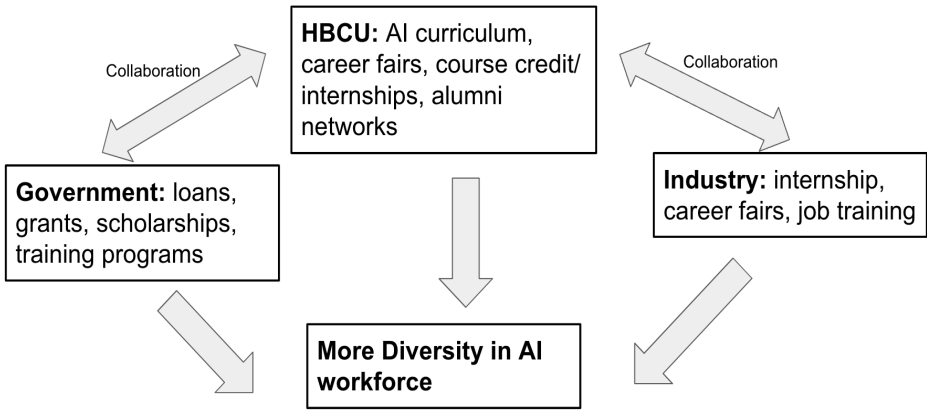 HBCU: AI curriculum,
career fairs, course credit/
internships, alumni
networks
Collaboration
Collaboration
Government: loans,
grants, scholarships,
training programs
Industry: internship,
career fairs, job training
More Diversity in AI
workforce